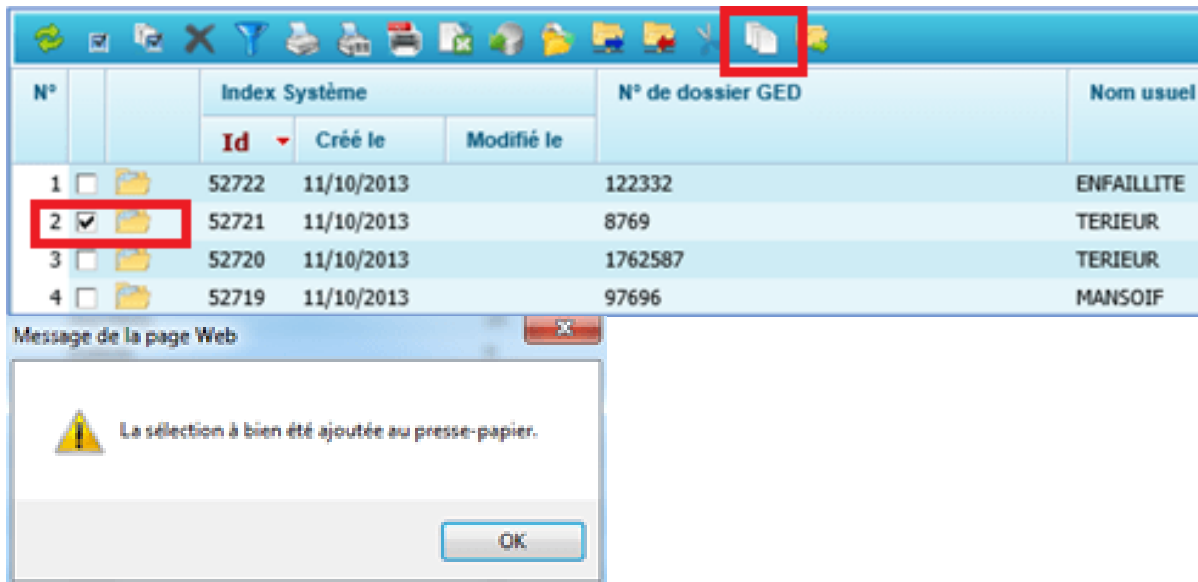 N° Index Système N° de dossier GED Nom usuel
Id Créé le Modifié le
1 52722 11/10/2013 122332 ENFAILLITE
2 52721 11/10/2013 8769 TERIEUR
3 52720 11/10/2013 1762587 TERIEUR
4 52719 11/10/2013 97696 MANSOIF
Message de la page Web
La sélection à bien été ajoutée au presse-papier.
OK